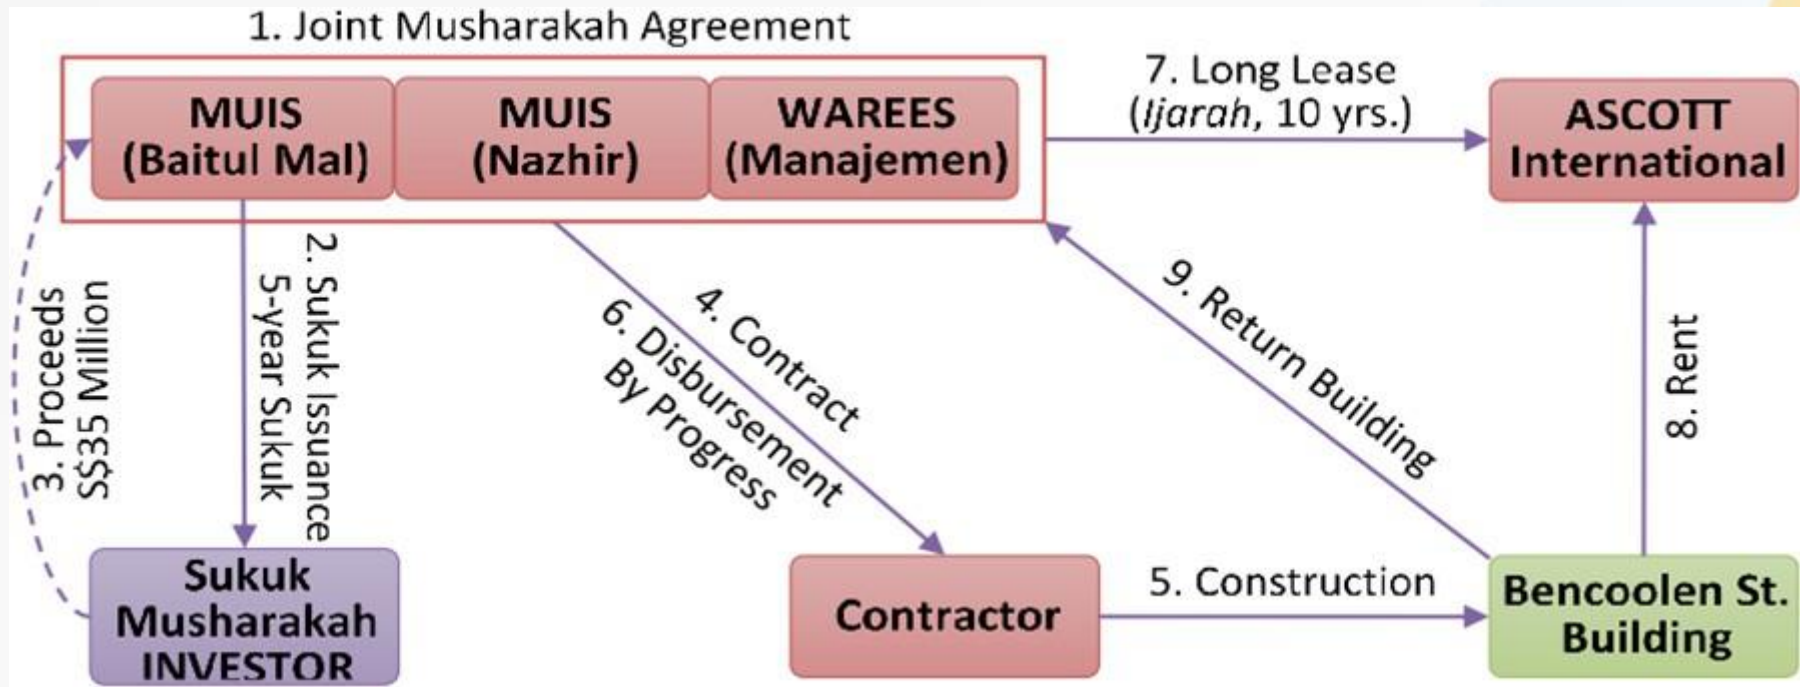 1. Joint Musharakah Agreement
MUIS
(Baitul Mal)
MUIS
(Nazhir)
WAREES
(Manajemen)
7. Long Lease
(Ijarah, 10 yrs.)
ASCOTT
International
3. Proceeds
S$35 Million
2. Sukuk Issuance
5-year Sukuk
4. Contract
6. Disbursement
By Progress
9. Return Building
8. Rent
Sukuk
Musharakah
INVESTOR
Contractor
5. Construction
Bencoolen St.
Building